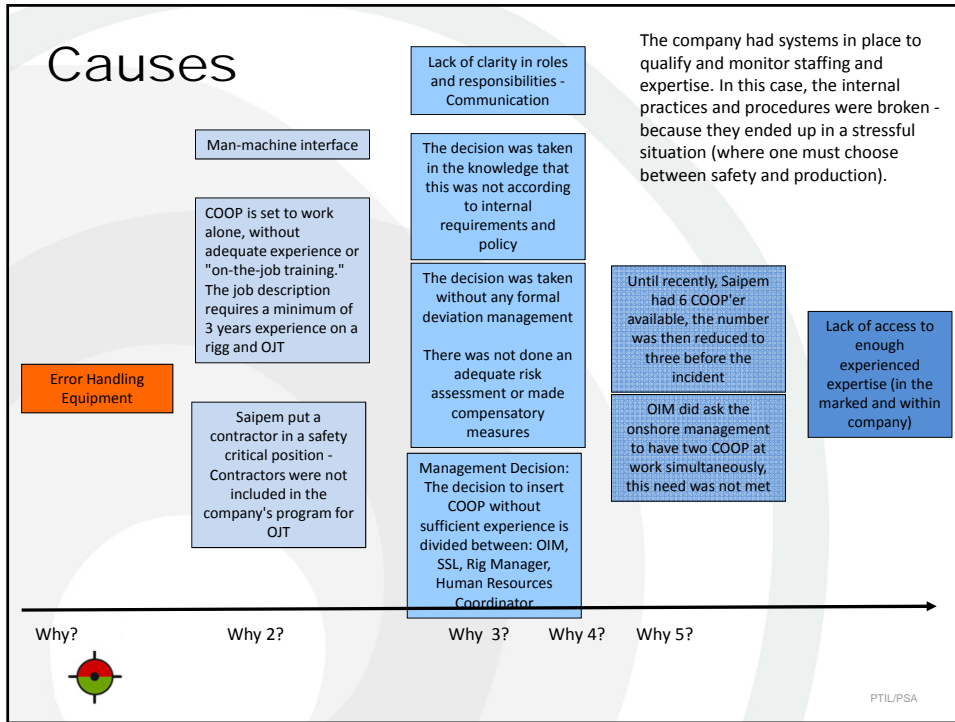 Causes
The company had systems in place to
qualify and monitor staffing and
expertise. In this case, the internal
practices and procedures were broken -
because they ended up in a stressful
situation (where one must choose
between safety and production).
Lack of clarity in roles
and responsibilities -
Communication
Man-machine interface
The decision was taken
in the knowledge that
this was not according
to internal
requirements and
policy
COOP is set to work
alone, without
adequate experience or
"on-the-job training."
The job description
requires a minimum of
3 years experience on a
rigg and OJT
The decision was taken
without any formal
deviation management
There was not done an
adequate risk
assessment or made
compensatory
measures
Until recently, Saipem
had 6 COOP'er
available, the number
was then reduced to
three before the
incident
Lack of access to
enough
experienced
expertise (in the
marked and within
company)
Error Handling
Equipment
Saipem put a
contractor in a safety
critical position -
Contractors were not
included in the
company's program for
OJT
OIM did ask the
onshore management
to have two COOP at
work simultaneously,
this need was not met
Management Decision:
The decision to insert
COOP without
sufficient experience is
divided between: OIM,
SSL, Rig Manager,
Human Resources
Coordinator
Why? Why 2? Why 3? Why 4? Why 5?
PTIL/PSA